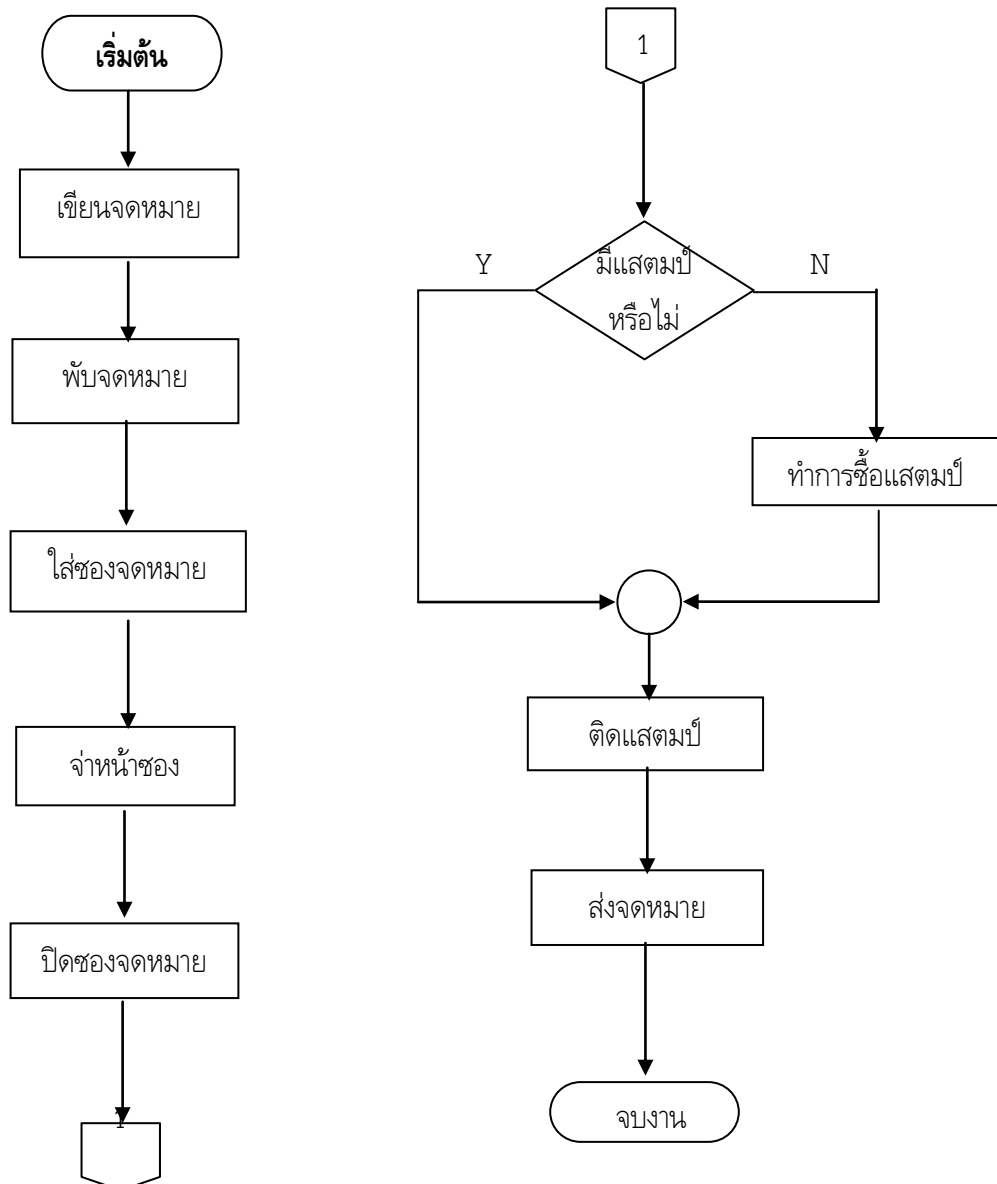 เริ่มต้น
เขียนจดหมาย
พับจดหมาย
ใส่ซองจดหมาย
จ่าหน้าซอง
ปิดซองจดหมาย
1
1
มีแสตมป์
หรือไม่
Y
N
ทำการซื้อแสตมป์
ติดแสตมป์
ส่งจดหมาย
จบงาน